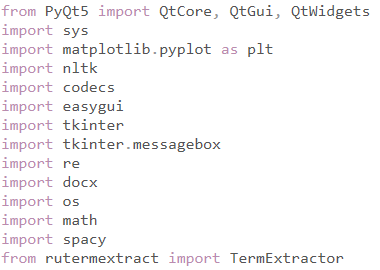 from PyQt5 import QtCore, QtGui, QtWidgets
import sys
import matplotlib.pyplot as plt
import nltk
import codecs
import easygui
import tkinter
import tkinter.messagebox
import re
import docx
import os
import math
import spacy
from rutermextract import TermExtractor